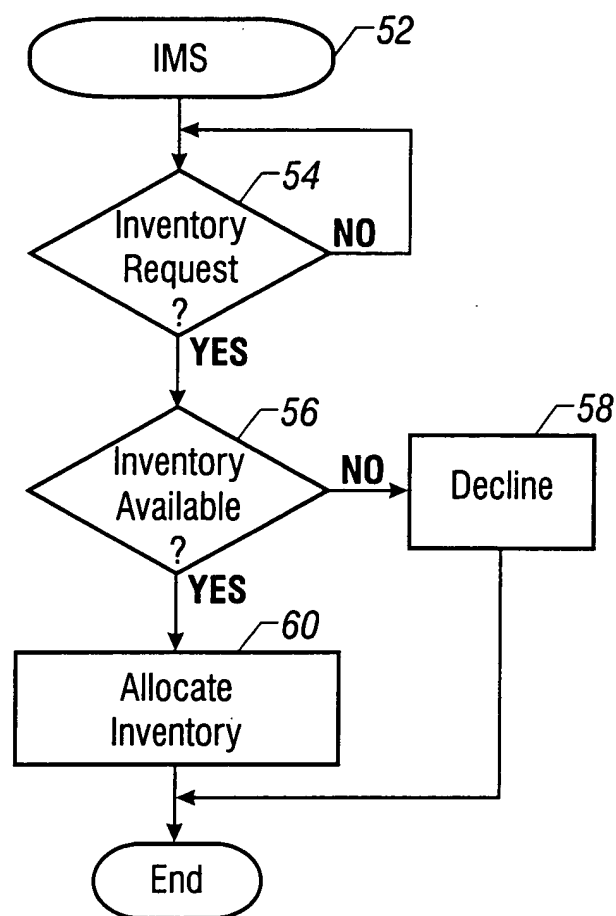 IMS
52
54
Inventory
Request
?
NO
YES
56
Inventory
Available
?
NO
58
Decline
YES
60
Allocate
Inventory
End